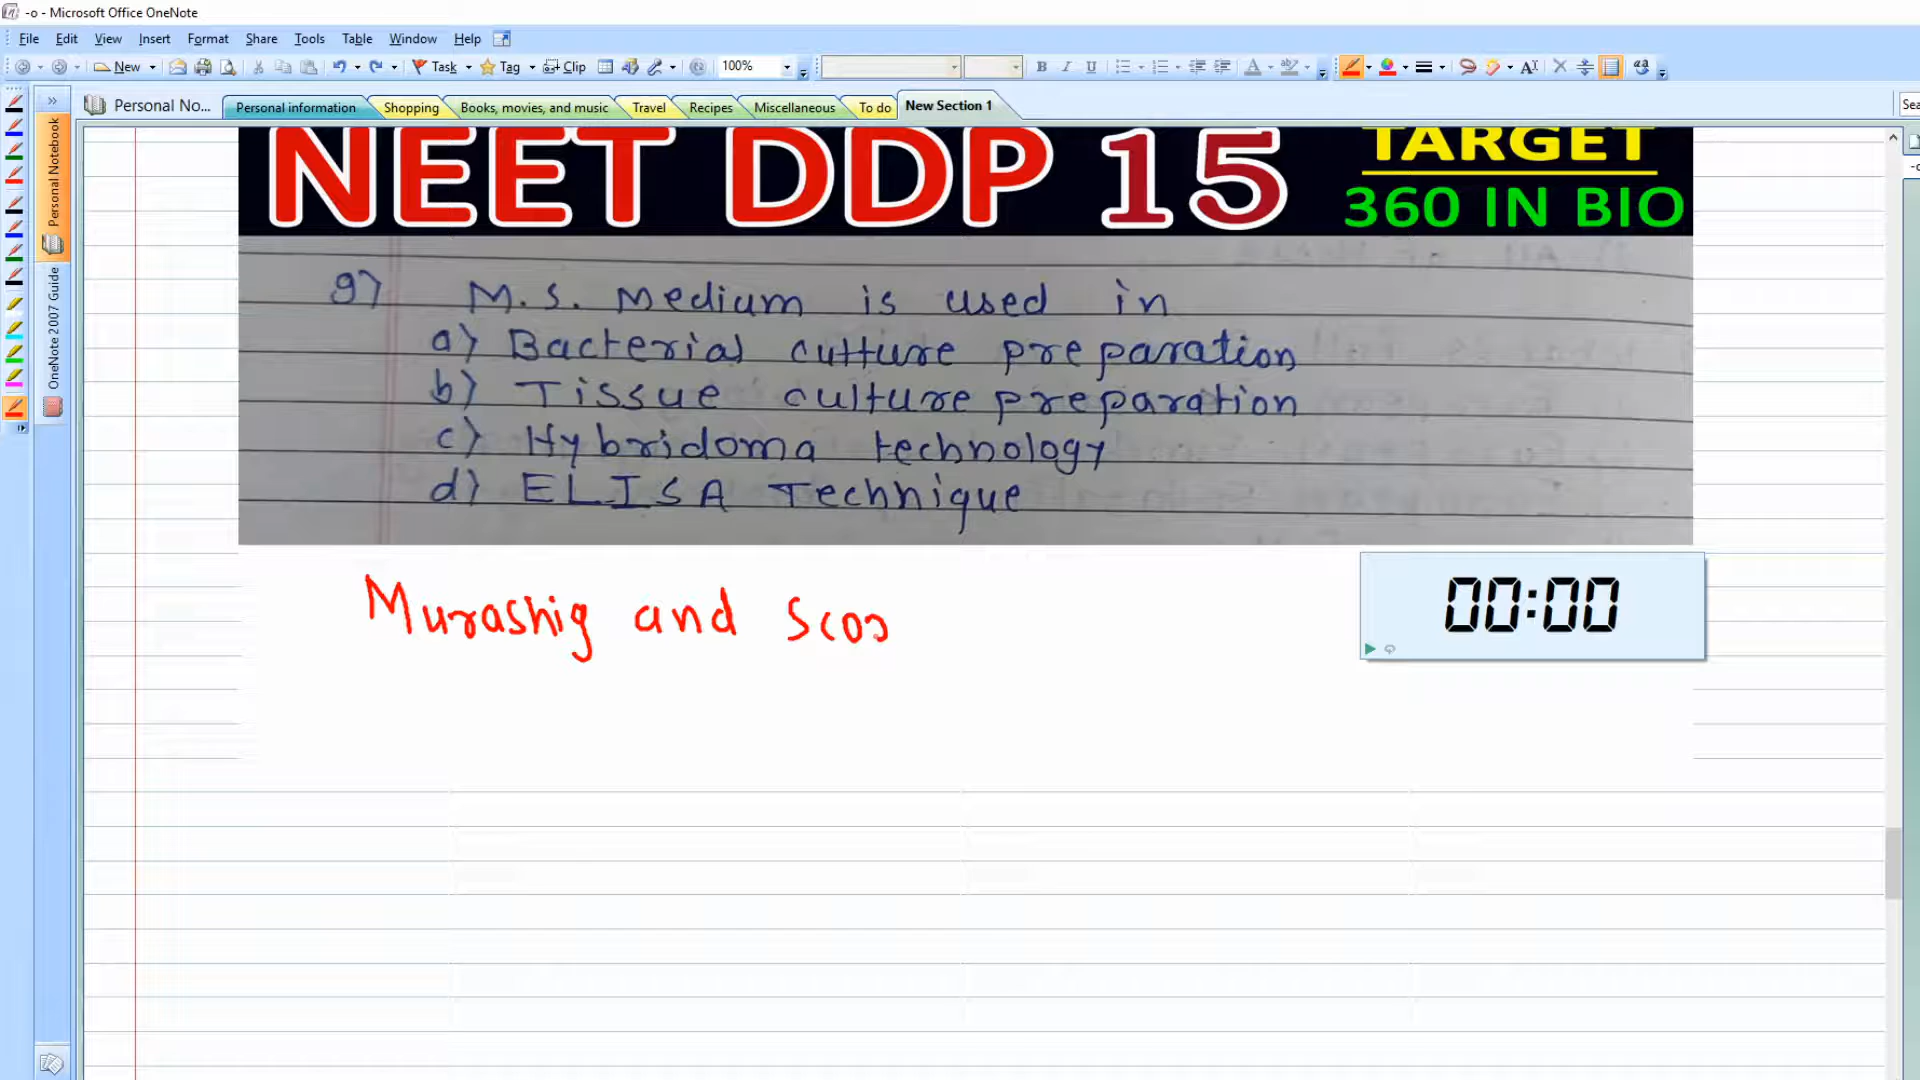 -o - Microsoft Office OneNote
File Edit View Insert Format Share Tools Table Window Help
New Task Tag Clip 100% B I U
Personal No... Personal information Shopping Books, movies, and music Travel Recipes Miscellaneous To do New Section 1 Sea
Personal Notebook
OneNote 2007 Guide
NEET DDP 15
TARGET
360 IN BIO
9) M.S. Medium is used in
a) Bacterial culture preparation
b) Tissue culture preparation
c) Hybridoma technology
d) ELISA Technique
Murashig and
00:00